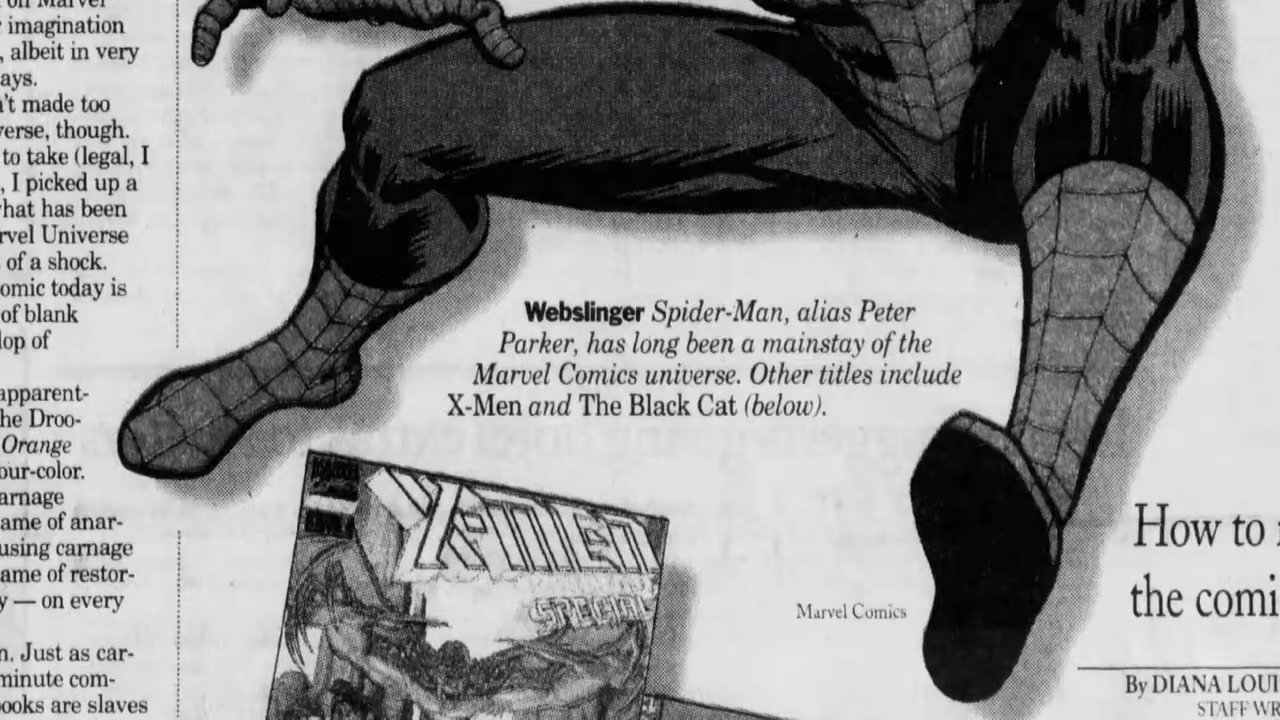 on Marvel
imagination
, albeit in very
ays.
't made too
verse, though.
to take (legal, I
, I picked up a
what has been
rvel Universe
of a shock.
omic today is
of blank
lop of
apparent-
he Droo-
Orange
our-color.
arnage
ame of anar-
using carnage
ame of restor-
y — on every
n. Just as car-
minute com-
ooks are slaves
Webslinger Spider-Man, alias Peter
Parker, has long been a mainstay of the
Marvel Comics universe. Other titles include
X-Men and The Black Cat (below).
X-MEN
SPECIAL
Marvel Comics
How to
the comi
By DIANA LOUI
STAFF WR